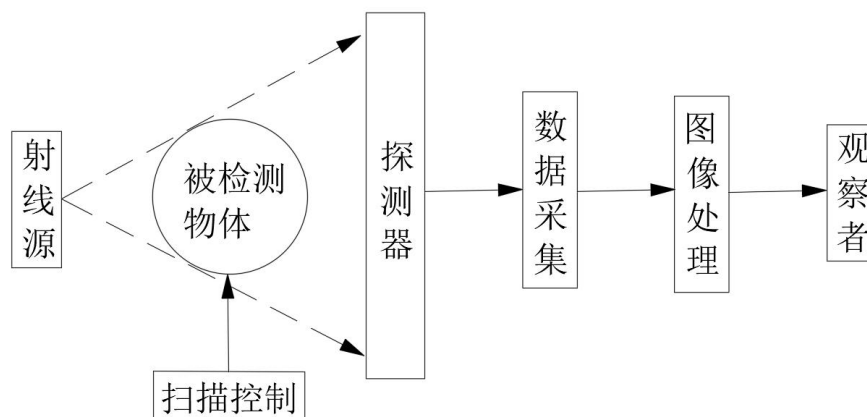 射线源
被检测
物体
探测器
数据采集
图像处理
观察者
扫描控制